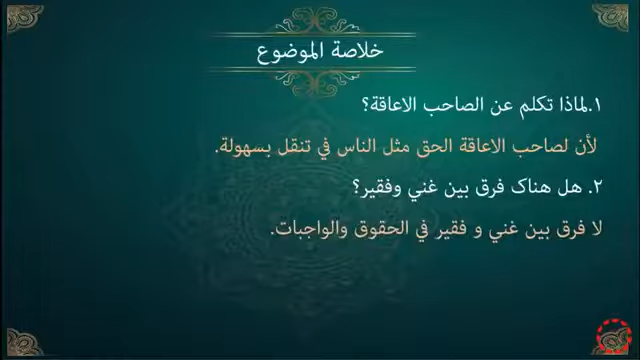 خلاصة الموضوع
١.لماذا تكلم عن الصاحب الاعاقة؟
لأن لصاحب الاعاقة الحق مثل الناس في تنقل بسهولة.
٢. هل هناک فرق بين غني وفقير؟
لا فرق بين غني و فقير في الحقوق والواجبات.